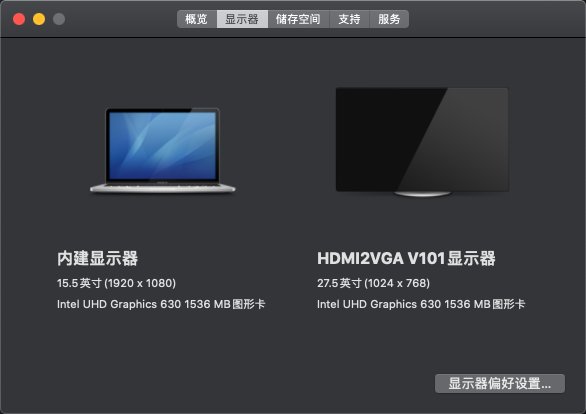 概览 显示器 储存空间 支持 服务
内建显示器
15.5英寸 (1920 x 1080)
Intel UHD Graphics 630 1536 MB图形卡
HDMI2VGA V101显示器
27.5英寸 (1024 x 768)
Intel UHD Graphics 630 1536 MB图形卡
显示器偏好设置...